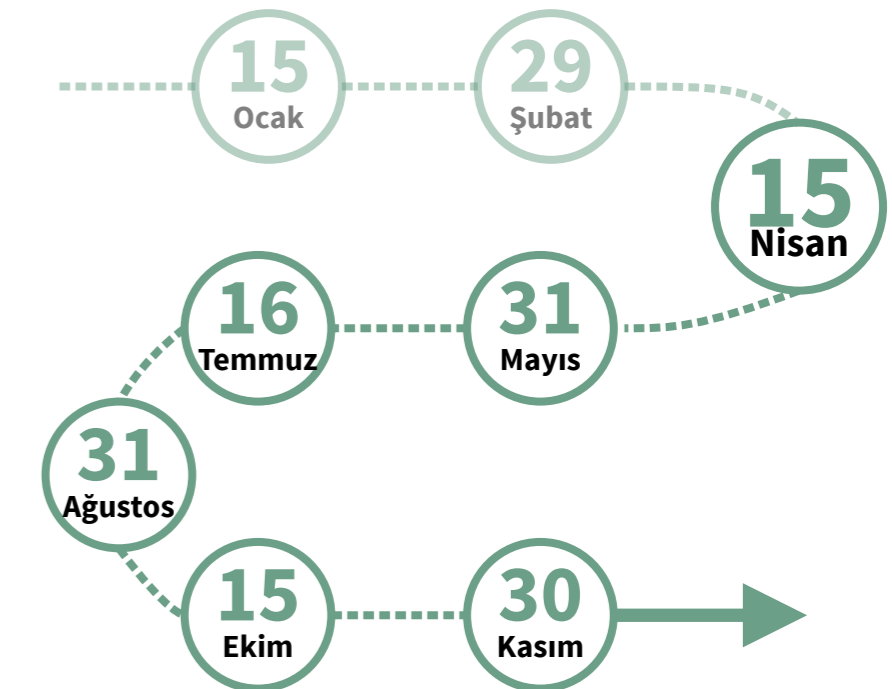 15
Ocak
29
Şubat
15
Nisan
31
Mayıs
16
Temmuz
31
Ağustos
15
Ekim
30
Kasım